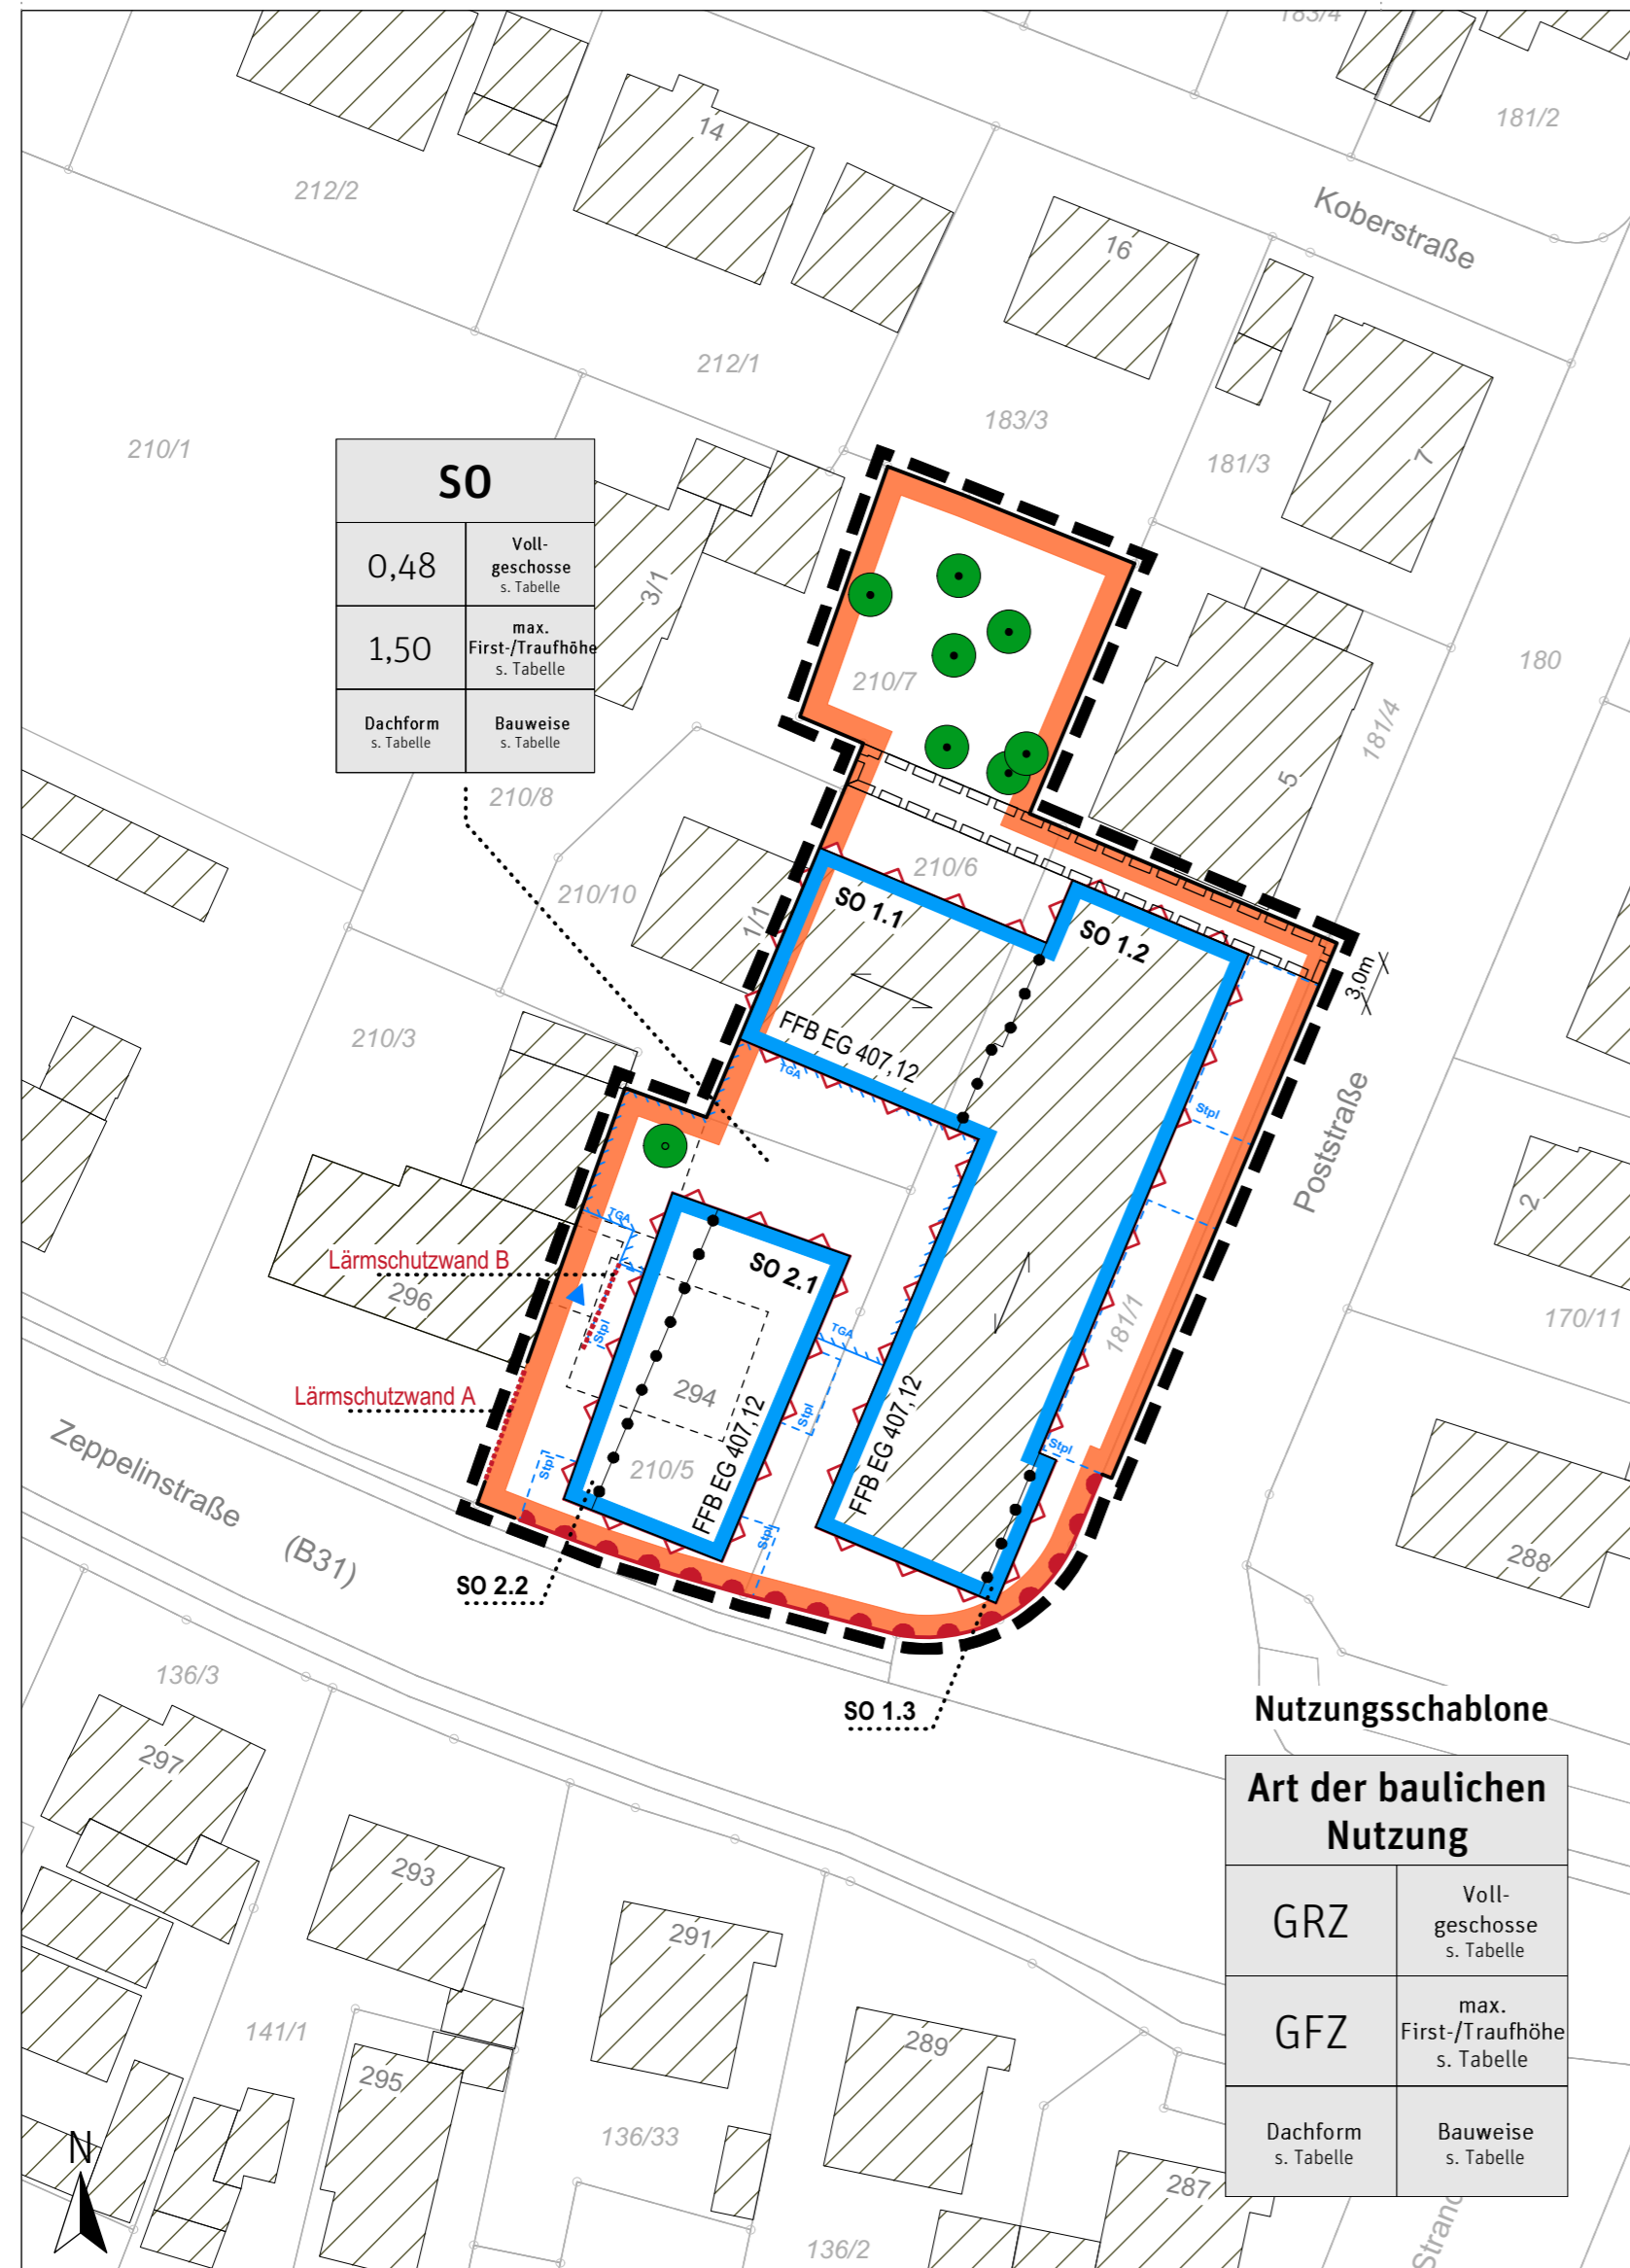 183/4
181/2
14
212/2
Koberstraße
16
212/1
183/3
210/1
181/3
7
SO
0,48
Voll-
geschosse
s. Tabelle
1,50
max.
First-/Traufhöhe
s. Tabelle
Dachform
s. Tabelle
Bauweise
s. Tabelle
3/1
180
210/7
181/4
5
210/8
210/6
210/10
1/1
SO 1.1
SO 1.2
3,0m
210/3
FFB EG 407,12
TGA
Stpl
Poststraße
2
TGA
Lärmschutzwand B
SO 2.1
296
170/11
181/1
Stpl
TGA
294
Lärmschutzwand A
Stpl
FFB EG 407,12
FFB EG 407,12
Stpl
Zeppelinstraße
(B31)
210/5
Stpl
Stpl
288
SO 2.2
136/3
SO 1.3
Nutzungsschablone
297
Art der baulichen
Nutzung
293
GRZ
Voll-
geschosse
s. Tabelle
291
141/1
289
GFZ
max.
First-/Traufhöhe
s. Tabelle
295
136/33
Dachform
s. Tabelle
Bauweise
s. Tabelle
N
287
136/2
Strand